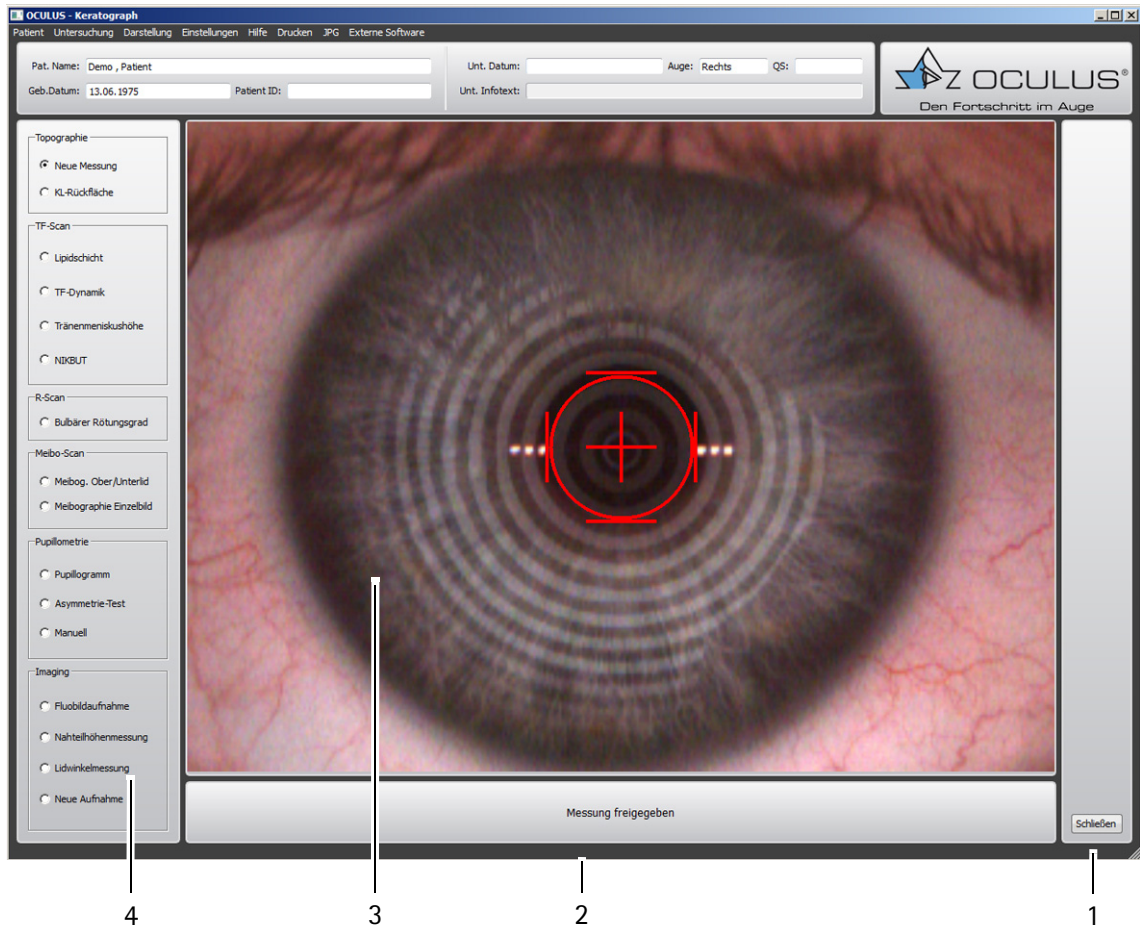 OCULUS - Keratograph
Patient Untersuchung Darstellung Einstellungen Hilfe Drucken JPG Externe Software
Pat. Name: Demo , Patient
Geb.Datum: 13.06.1975 Patient ID:
Unt. Datum: Auge: Rechts QS:
Unt. Infotext:
OCULUS®
Den Fortschritt im Auge
Topographie
Neue Messung
KL-Rückfläche
TF-Scan
Lipidschicht
TF-Dynamik
Tränenmeniskushöhe
NIKBUT
R-Scan
Bulbärer Rötungsgrad
Meibo-Scan
Meibog. Ober/Unterlid
Meibographie Einzelbild
Pupillometrie
Pupillogramm
Asymmetrie-Test
Manuell
Imaging
Fluobildaufnahme
Nahteilhöhenmessung
Lidwinkelmessung
Neue Aufnahme
Messung freigegeben
Schließen
4 3 2 1